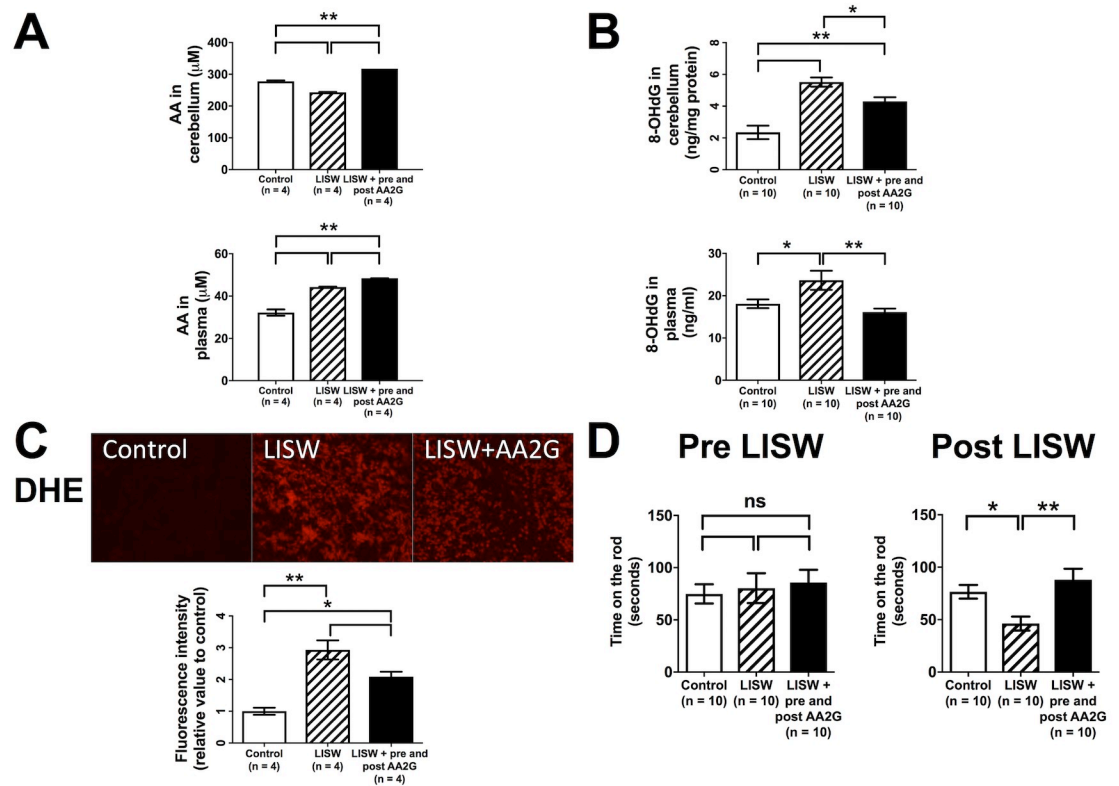 A
**
AA in
cerebellum (μM)
400
300
200
100
0
Control
(n = 4)
LISW
(n = 4)
LISW + pre and
post AA2G
(n = 4)
**
AA in
plasma (μM)
60
40
20
0
Control
(n = 4)
LISW
(n = 4)
LISW + pre and
post AA2G
(n = 4)
B
*
**
8-OHdG in
cerebellum
(ng/mg protein)
8
6
4
2
0
Control
(n = 10)
LISW
(n = 10)
LISW + pre and
post AA2G
(n = 10)
* **
8-OHdG in
plasma
(ng/ml)
30
20
10
0
Control
(n = 10)
LISW
(n = 10)
LISW + pre and
post AA2G
(n = 10)
C
DHE
Control
LISW
LISW+AA2G
**
*
Fluorescence intensity
(relative value to control)
4
3
2
1
0
Control
(n = 4)
LISW
(n = 4)
LISW + pre and
post AA2G
(n = 4)
D
Pre LISW
ns
Time on the rod
(seconds)
150
100
50
0
Control
(n = 10)
LISW
(n = 10)
LISW +
pre and
post AA2G
(n = 10)
Post LISW
* **
Time on the rod
(seconds)
150
100
50
0
Control
(n = 10)
LISW
(n = 10)
LISW +
pre and
post AA2G
(n = 10)